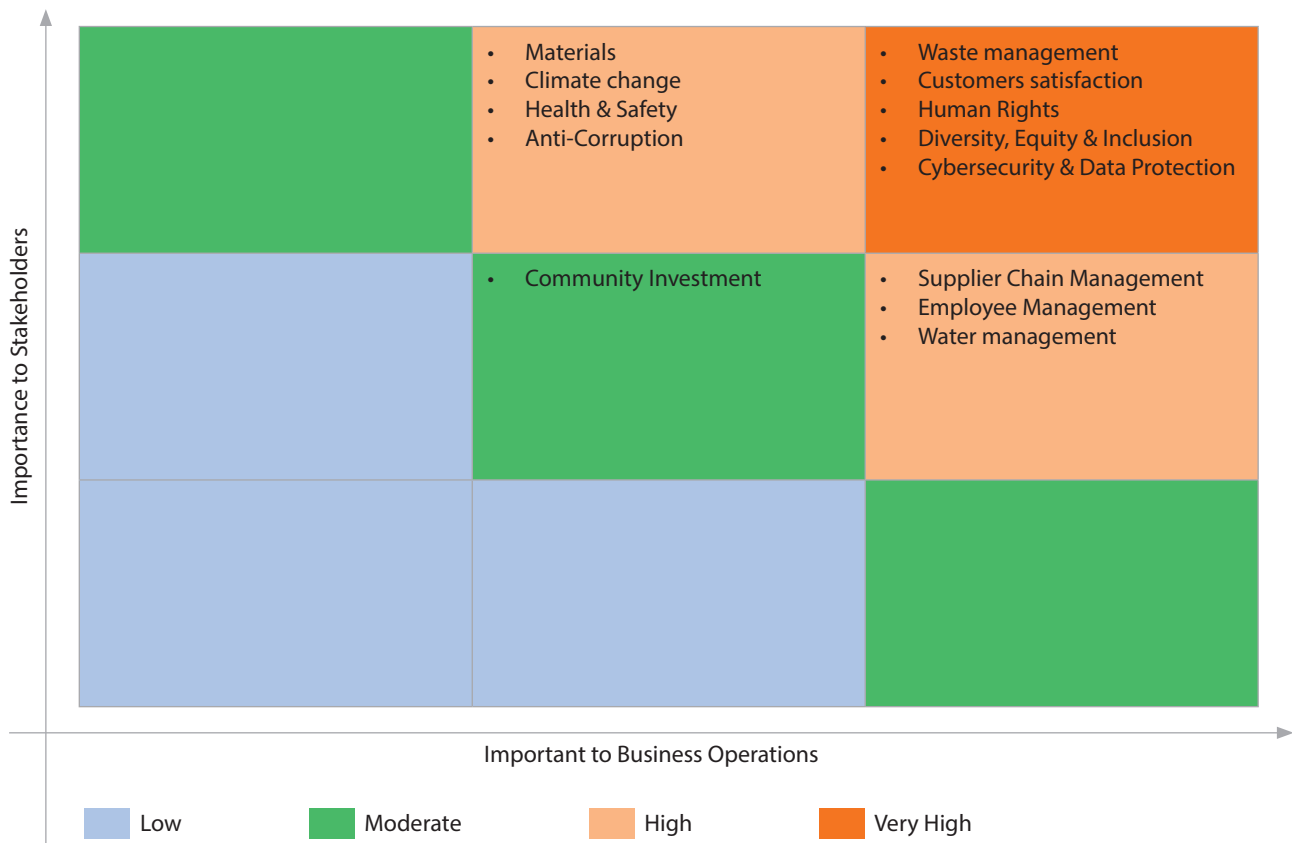 Importance to Stakeholders
• Materials
• Climate change
• Health & Safety
• Anti-Corruption
• Waste management
• Customers satisfaction
• Human Rights
• Diversity, Equity & Inclusion
• Cybersecurity & Data Protection
• Community Investment
• Supplier Chain Management
• Employee Management
• Water management
Important to Business Operations
Low
Moderate
High
Very High